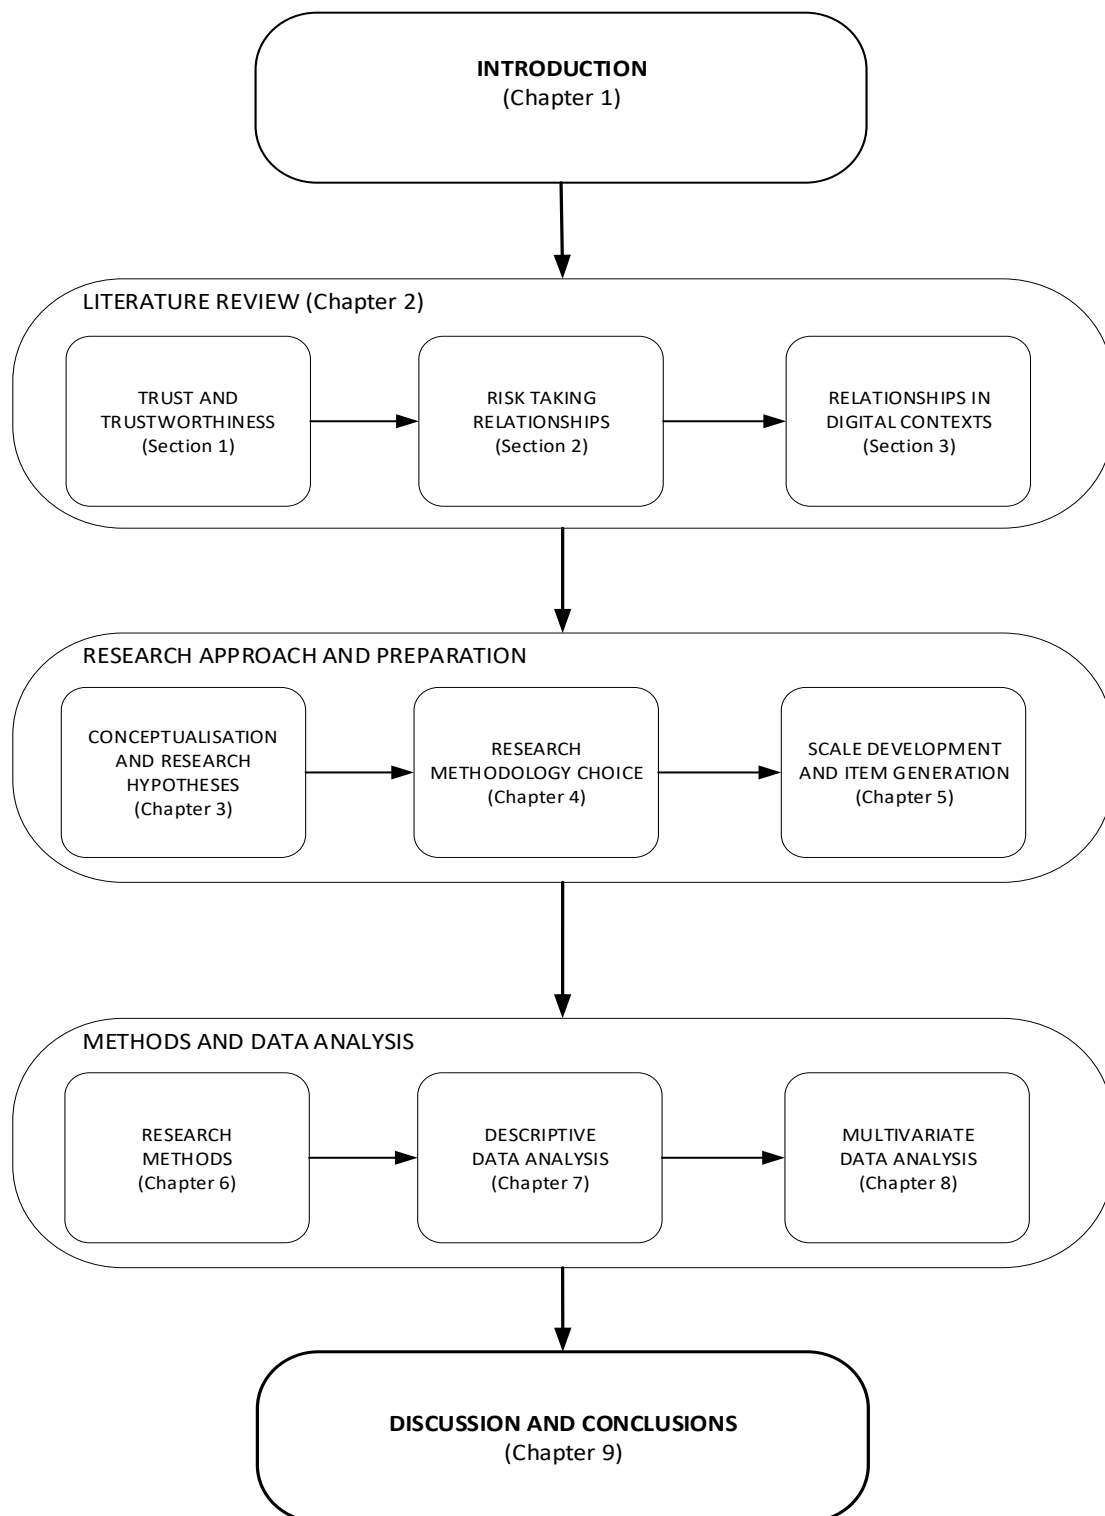 INTRODUCTION
(Chapter 1)
LITERATURE REVIEW (Chapter 2)
TRUST AND
TRUSTWORTHINESS
(Section 1)
RISK TAKING
RELATIONSHIPS
(Section 2)
RELATIONSHIPS IN
DIGITAL CONTEXTS
(Section 3)
RESEARCH APPROACH AND PREPARATION
CONCEPTUALISATION
AND RESEARCH
HYPOTHESES
(Chapter 3)
RESEARCH
METHODOLOGY CHOICE
(Chapter 4)
SCALE DEVELOPMENT
AND ITEM GENERATION
(Chapter 5)
METHODS AND DATA ANALYSIS
RESEARCH
METHODS
(Chapter 6)
DESCRIPTIVE
DATA ANALYSIS
(Chapter 7)
MULTIVARIATE
DATA ANALYSIS
(Chapter 8)
DISCUSSION AND CONCLUSIONS
(Chapter 9)